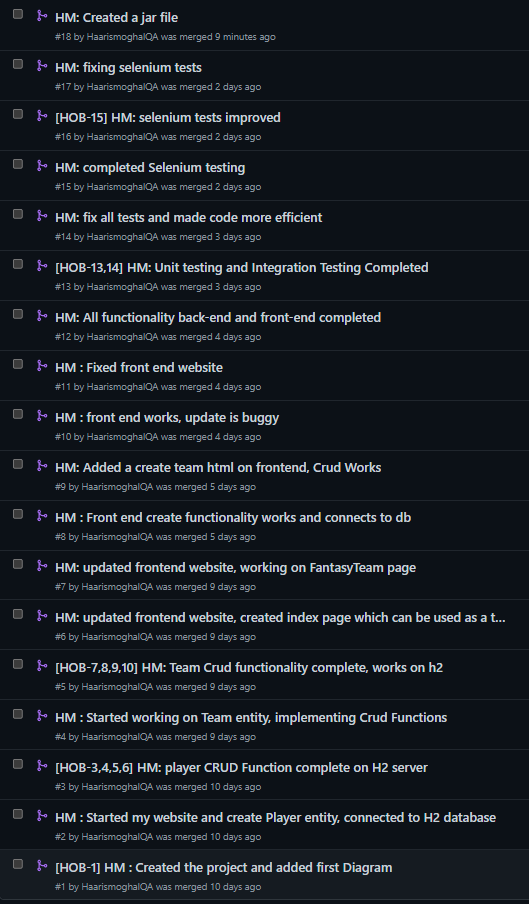 HM: Created a jar file
#18 by HaarismoghalQA was merged 9 minutes ago
HM: fixing selenium tests
#17 by HaarismoghalQA was merged 2 days ago
[HOB-15] HM: selenium tests improved
#16 by HaarismoghalQA was merged 2 days ago
HM: completed Selenium testing
#15 by HaarismoghalQA was merged 2 days ago
HM: fix all tests and made code more efficient
#14 by HaarismoghalQA was merged 3 days ago
[HOB-13,14] HM: Unit testing and Integration Testing Completed
#13 by HaarismoghalQA was merged 3 days ago
HM: All functionality back-end and front-end completed
#12 by HaarismoghalQA was merged 4 days ago
HM : Fixed front end website
#11 by HaarismoghalQA was merged 4 days ago
HM : front end works, update is buggy
#10 by HaarismoghalQA was merged 4 days ago
HM: Added a create team html on frontend, Crud Works
#9 by HaarismoghalQA was merged 5 days ago
HM : Front end create functionality works and connects to db
#8 by HaarismoghalQA was merged 5 days ago
HM: updated frontend website, working on FantasyTeam page
#7 by HaarismoghalQA was merged 9 days ago
HM: updated frontend website, created index page which can be used as a t...
#6 by HaarismoghalQA was merged 9 days ago
[HOB-7,8,9,10] HM: Team Crud functionality complete, works on h2
#5 by HaarismoghalQA was merged 9 days ago
HM : Started working on Team entity, implementing Crud Functions
#4 by HaarismoghalQA was merged 9 days ago
[HOB-3,4,5,6] HM: player CRUD Function complete on H2 server
#3 by HaarismoghalQA was merged 10 days ago
HM : Started my website and create Player entity, connected to H2 database
#2 by HaarismoghalQA was merged 10 days ago
[HOB-1] HM : Created the project and added first Diagram
#1 by HaarismoghalQA was merged 10 days ago